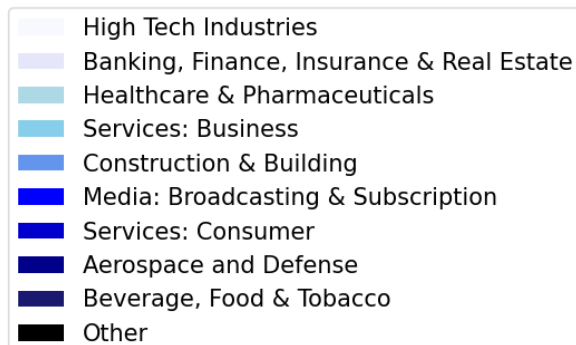 High Tech Industries
Banking, Finance, Insurance & Real Estate
Healthcare & Pharmaceuticals
Services: Business
Construction & Building
Media: Broadcasting & Subscription
Services: Consumer
Aerospace and Defense
Beverage, Food & Tobacco
Other